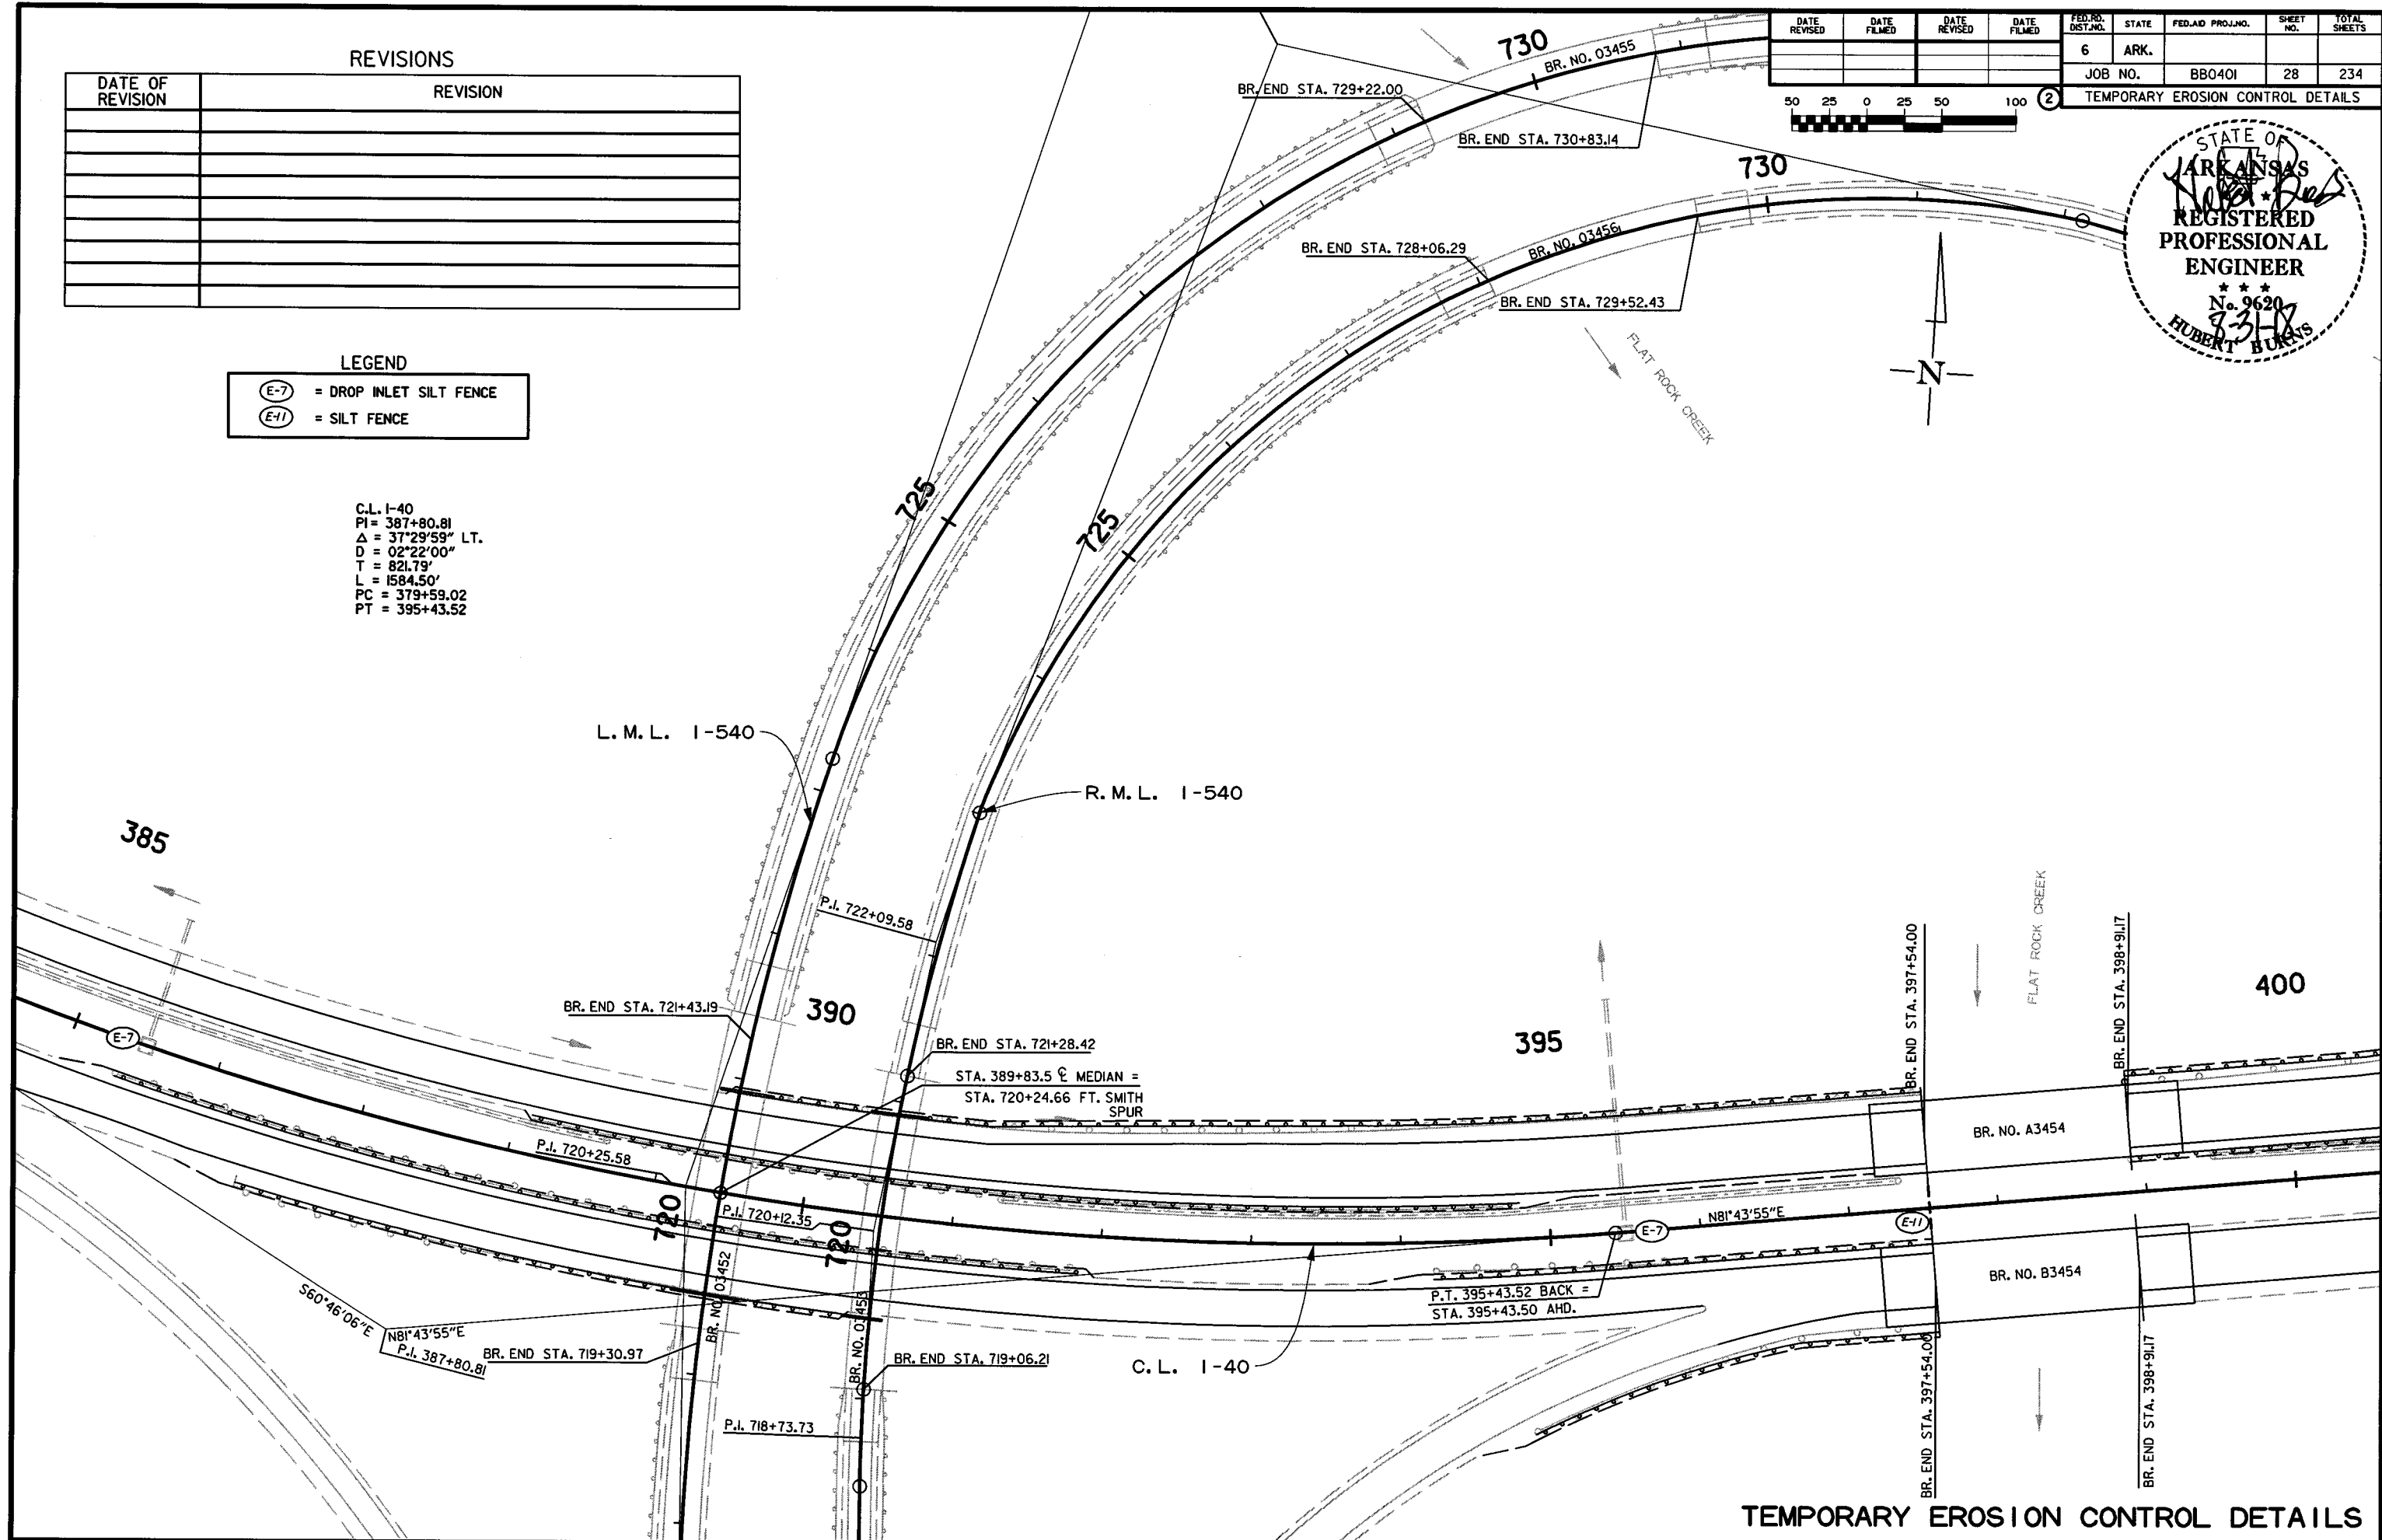 REVISIONS
DATE OF REVISION
REVISION
DATE REVISED
DATE FILMED
DATE REVISED
DATE FILMED
FED.RD. DIST.NO.
STATE
FED.AID PROJ.NO.
SHEET NO.
TOTAL SHEETS
6
ARK.
JOB NO.
BB0401
28
234
2
TEMPORARY EROSION CONTROL DETAILS
50 25 0 25 50 100
STATE OF
ARKANSAS
REGISTERED
PROFESSIONAL
ENGINEER
★ ★ ★
No. 9620
8-31-18
HUBERT BURNS
LEGEND
E-7 = DROP INLET SILT FENCE
E-11 = SILT FENCE
C.L. I-40
PI = 387+80.81
Δ = 37°29'59" LT.
D = 02°22'00"
T = 821.79'
L = 1584.50'
PC = 379+59.02
PT = 395+43.52
730
BR. NO. 03455
BR. END STA. 729+22.00
BR. END STA. 730+83.14
730
BR. NO. 03456
BR. END STA. 728+06.29
BR. END STA. 729+52.43
FLAT ROCK CREEK
N
725
725
L.M.L. I-540
R.M.L. I-540
385
P.I. 722+09.58
E-7
BR. END STA. 721+43.19
390
BR. END STA. 721+28.42
STA. 389+83.5 ℄ MEDIAN =
STA. 720+24.66 FT. SMITH
SPUR
395
BR. END STA. 397+54.00
FLAT ROCK CREEK
BR. END STA. 398+91.17
400
BR. NO. A3454
P.I. 720+25.58
720
P.I. 720+12.35
720
N81°43'55"E
E-7
E-11
BR. NO. B3454
BR. NO. 03452
BR. NO. 03453
P.T. 395+43.52 BACK =
STA. 395+43.50 AHD.
S60°46'06"E
N81°43'55"E
P.I. 387+80.81
BR. END STA. 719+30.97
BR. END STA. 719+06.21
C.L. I-40
P.I. 718+73.73
BR. END STA. 397+54.00
BR. END STA. 398+91.17
TEMPORARY EROSION CONTROL DETAILS